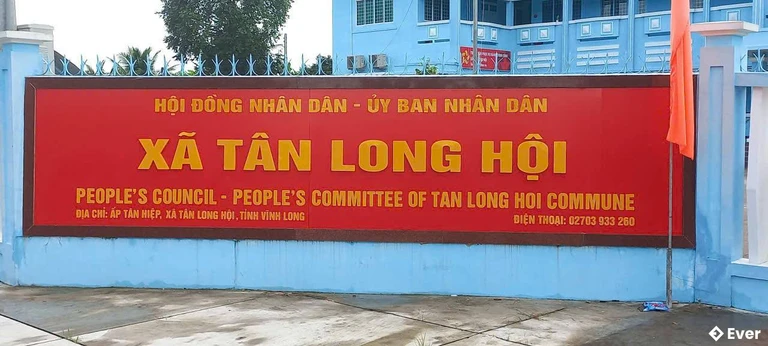 HỘI ĐỒNG NHÂN DÂN - ỦY BAN NHÂN DÂN
XÃ TÂN LONG HỘI
PEOPLE'S COUNCIL - PEOPLE'S COMMITTEE OF TAN LONG HOI COMMUNE
ĐỊA CHỈ: ẤP TÂN HIỆP, XÃ TÂN LONG HỘI, TỈNH VĨNH LONG
ĐIỆN THOẠI: 02703 933 260
Ever